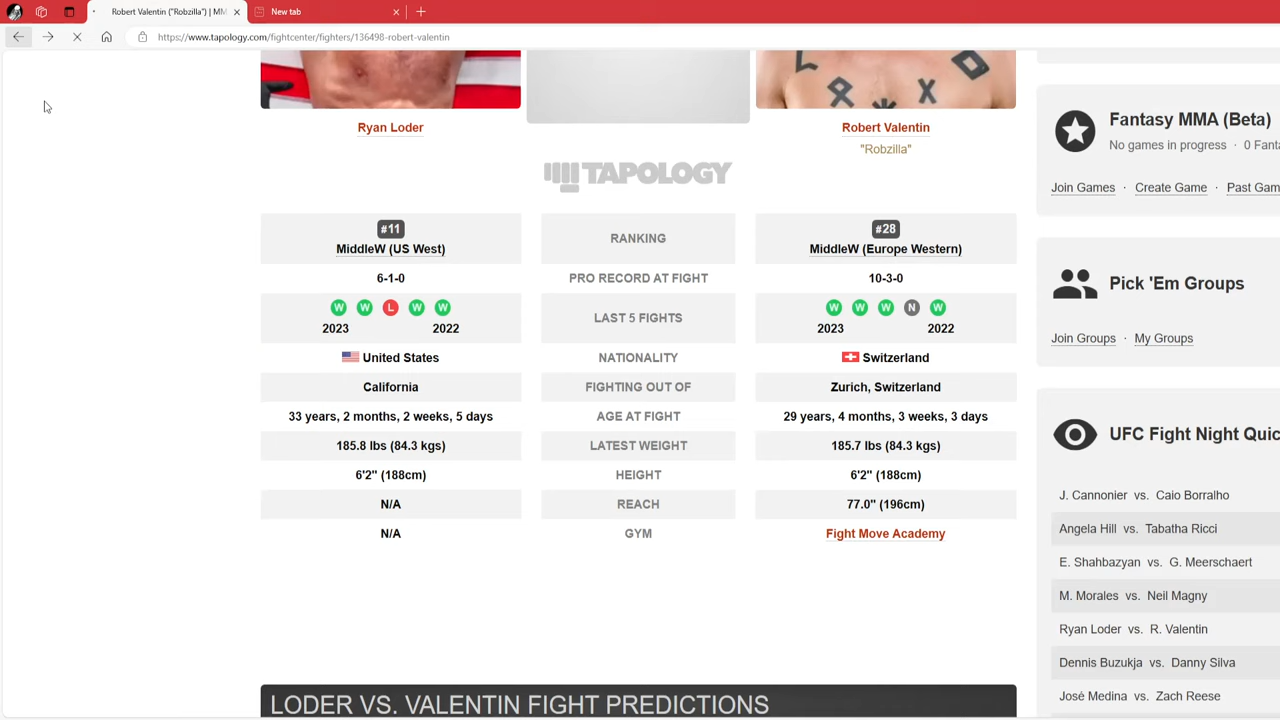 Robert Valentin ("Robzilla") | MM
New tab
https://www.tapology.com/fightcenter/fighters/136498-robert-valentin
Ryan Loder
Robert Valentin
"Robzilla"
TAPOLOGY
#11
MiddleW (US West)
RANKING
#28
MiddleW (Europe Western)
6-1-0
PRO RECORD AT FIGHT
10-3-0
W W L W W
2023 2022
LAST 5 FIGHTS
W W W N W
2023 2022
United States
NATIONALITY
Switzerland
California
FIGHTING OUT OF
Zurich, Switzerland
33 years, 2 months, 2 weeks, 5 days
AGE AT FIGHT
29 years, 4 months, 3 weeks, 3 days
185.8 lbs (84.3 kgs)
LATEST WEIGHT
185.7 lbs (84.3 kgs)
6'2" (188cm)
HEIGHT
6'2" (188cm)
N/A
REACH
77.0" (196cm)
N/A
GYM
Fight Move Academy
LODER VS. VALENTIN FIGHT PREDICTIONS
Fantasy MMA (Beta)
No games in progress · 0 Fanta
Join Games · Create Game · Past Gam
Pick 'Em Groups
Join Groups · My Groups
UFC Fight Night Quic
J. Cannonier vs. Caio Borralho
Angela Hill vs. Tabatha Ricci
E. Shahbazyan vs. G. Meerschaert
M. Morales vs. Neil Magny
Ryan Loder vs. R. Valentin
Dennis Buzukja vs. Danny Silva
José Medina vs. Zach Reese